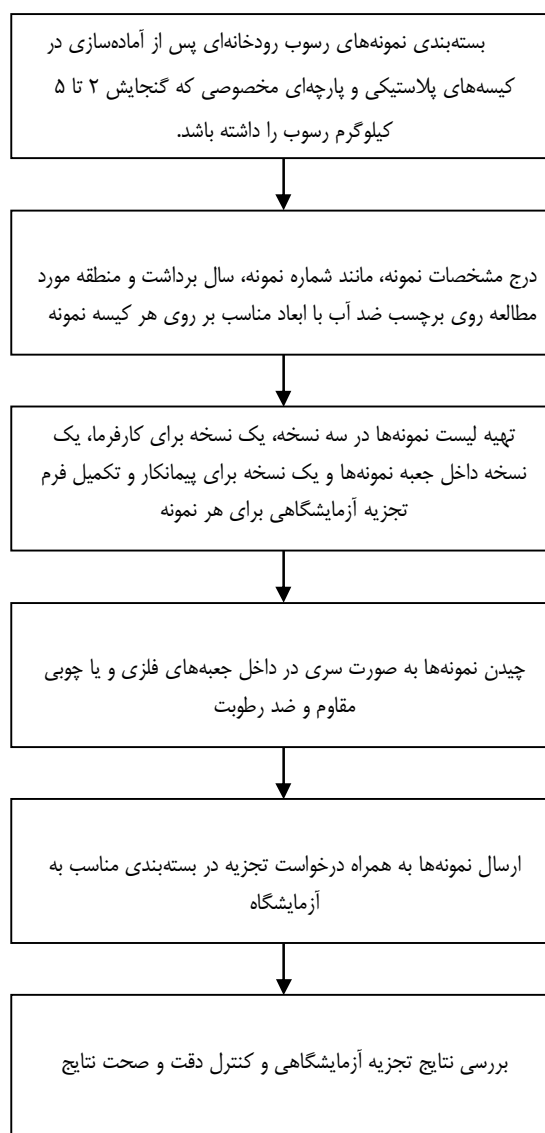 بسته‌بندی نمونه‌های رسوب رودخانه‌ای پس از آماده‌سازی در
کیسه‌های پلاستیکی و پارچه‌ای مخصوصی که گنجایش ۲ تا ۵
کیلوگرم رسوب را داشته باشد.
درج مشخصات نمونه، مانند شماره نمونه، سال برداشت و منطقه مورد
مطالعه روی برچسب ضد آب با ابعاد مناسب بر روی هر کیسه نمونه
تهیه لیست نمونه‌ها در سه نسخه، یک نسخه برای کارفرما، یک
نسخه داخل جعبه نمونه‌ها و یک نسخه برای پیمانکار و تکمیل فرم
تجزیه آزمایشگاهی برای هر نمونه
چیدن نمونه‌ها به صورت سری در داخل جعبه‌های فلزی و یا چوبی
مقاوم و ضد رطوبت
ارسال نمونه‌ها به همراه درخواست تجزیه در بسته‌بندی مناسب به
آزمایشگاه
بررسی نتایج تجزیه آزمایشگاهی و کنترل دقت و صحت نتایج